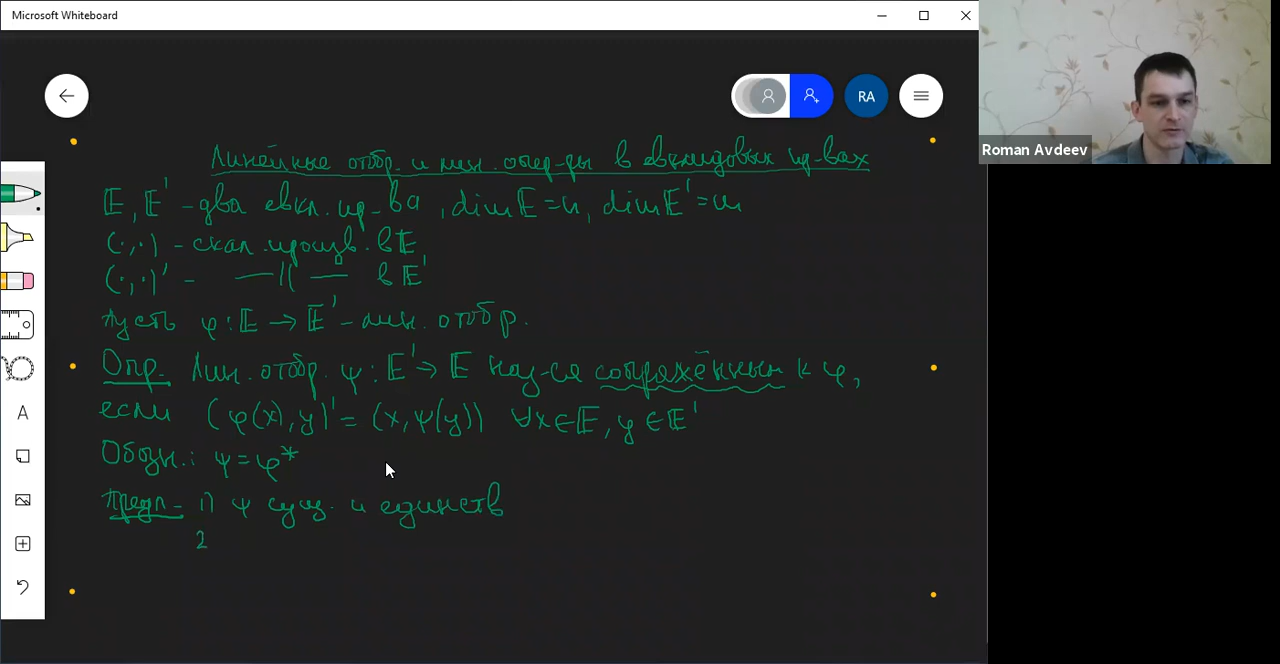 Microsoft Whiteboard
RA
Roman Avdeev
Линейные отобр. и лин. опер-ры в евклидовых пр-вах
𝔼, 𝔼' - два евкл. пр-ва, dim 𝔼 = n, dim 𝔼' = m
(·,·) - скал. произв. в 𝔼
(·,·)' - —||— в 𝔼'
Пусть φ : 𝔼 → 𝔼' - лин. отобр.
Опр. Лин. отобр. ψ : 𝔼' → 𝔼 наз-ся сопряжённым к φ,
если (φ(x), y)' = (x, ψ(y)) ∀x ∈ 𝔼, y ∈ 𝔼'
Обозн.: ψ = φ*
Предл. 1) ψ сущ. и единств
2
A